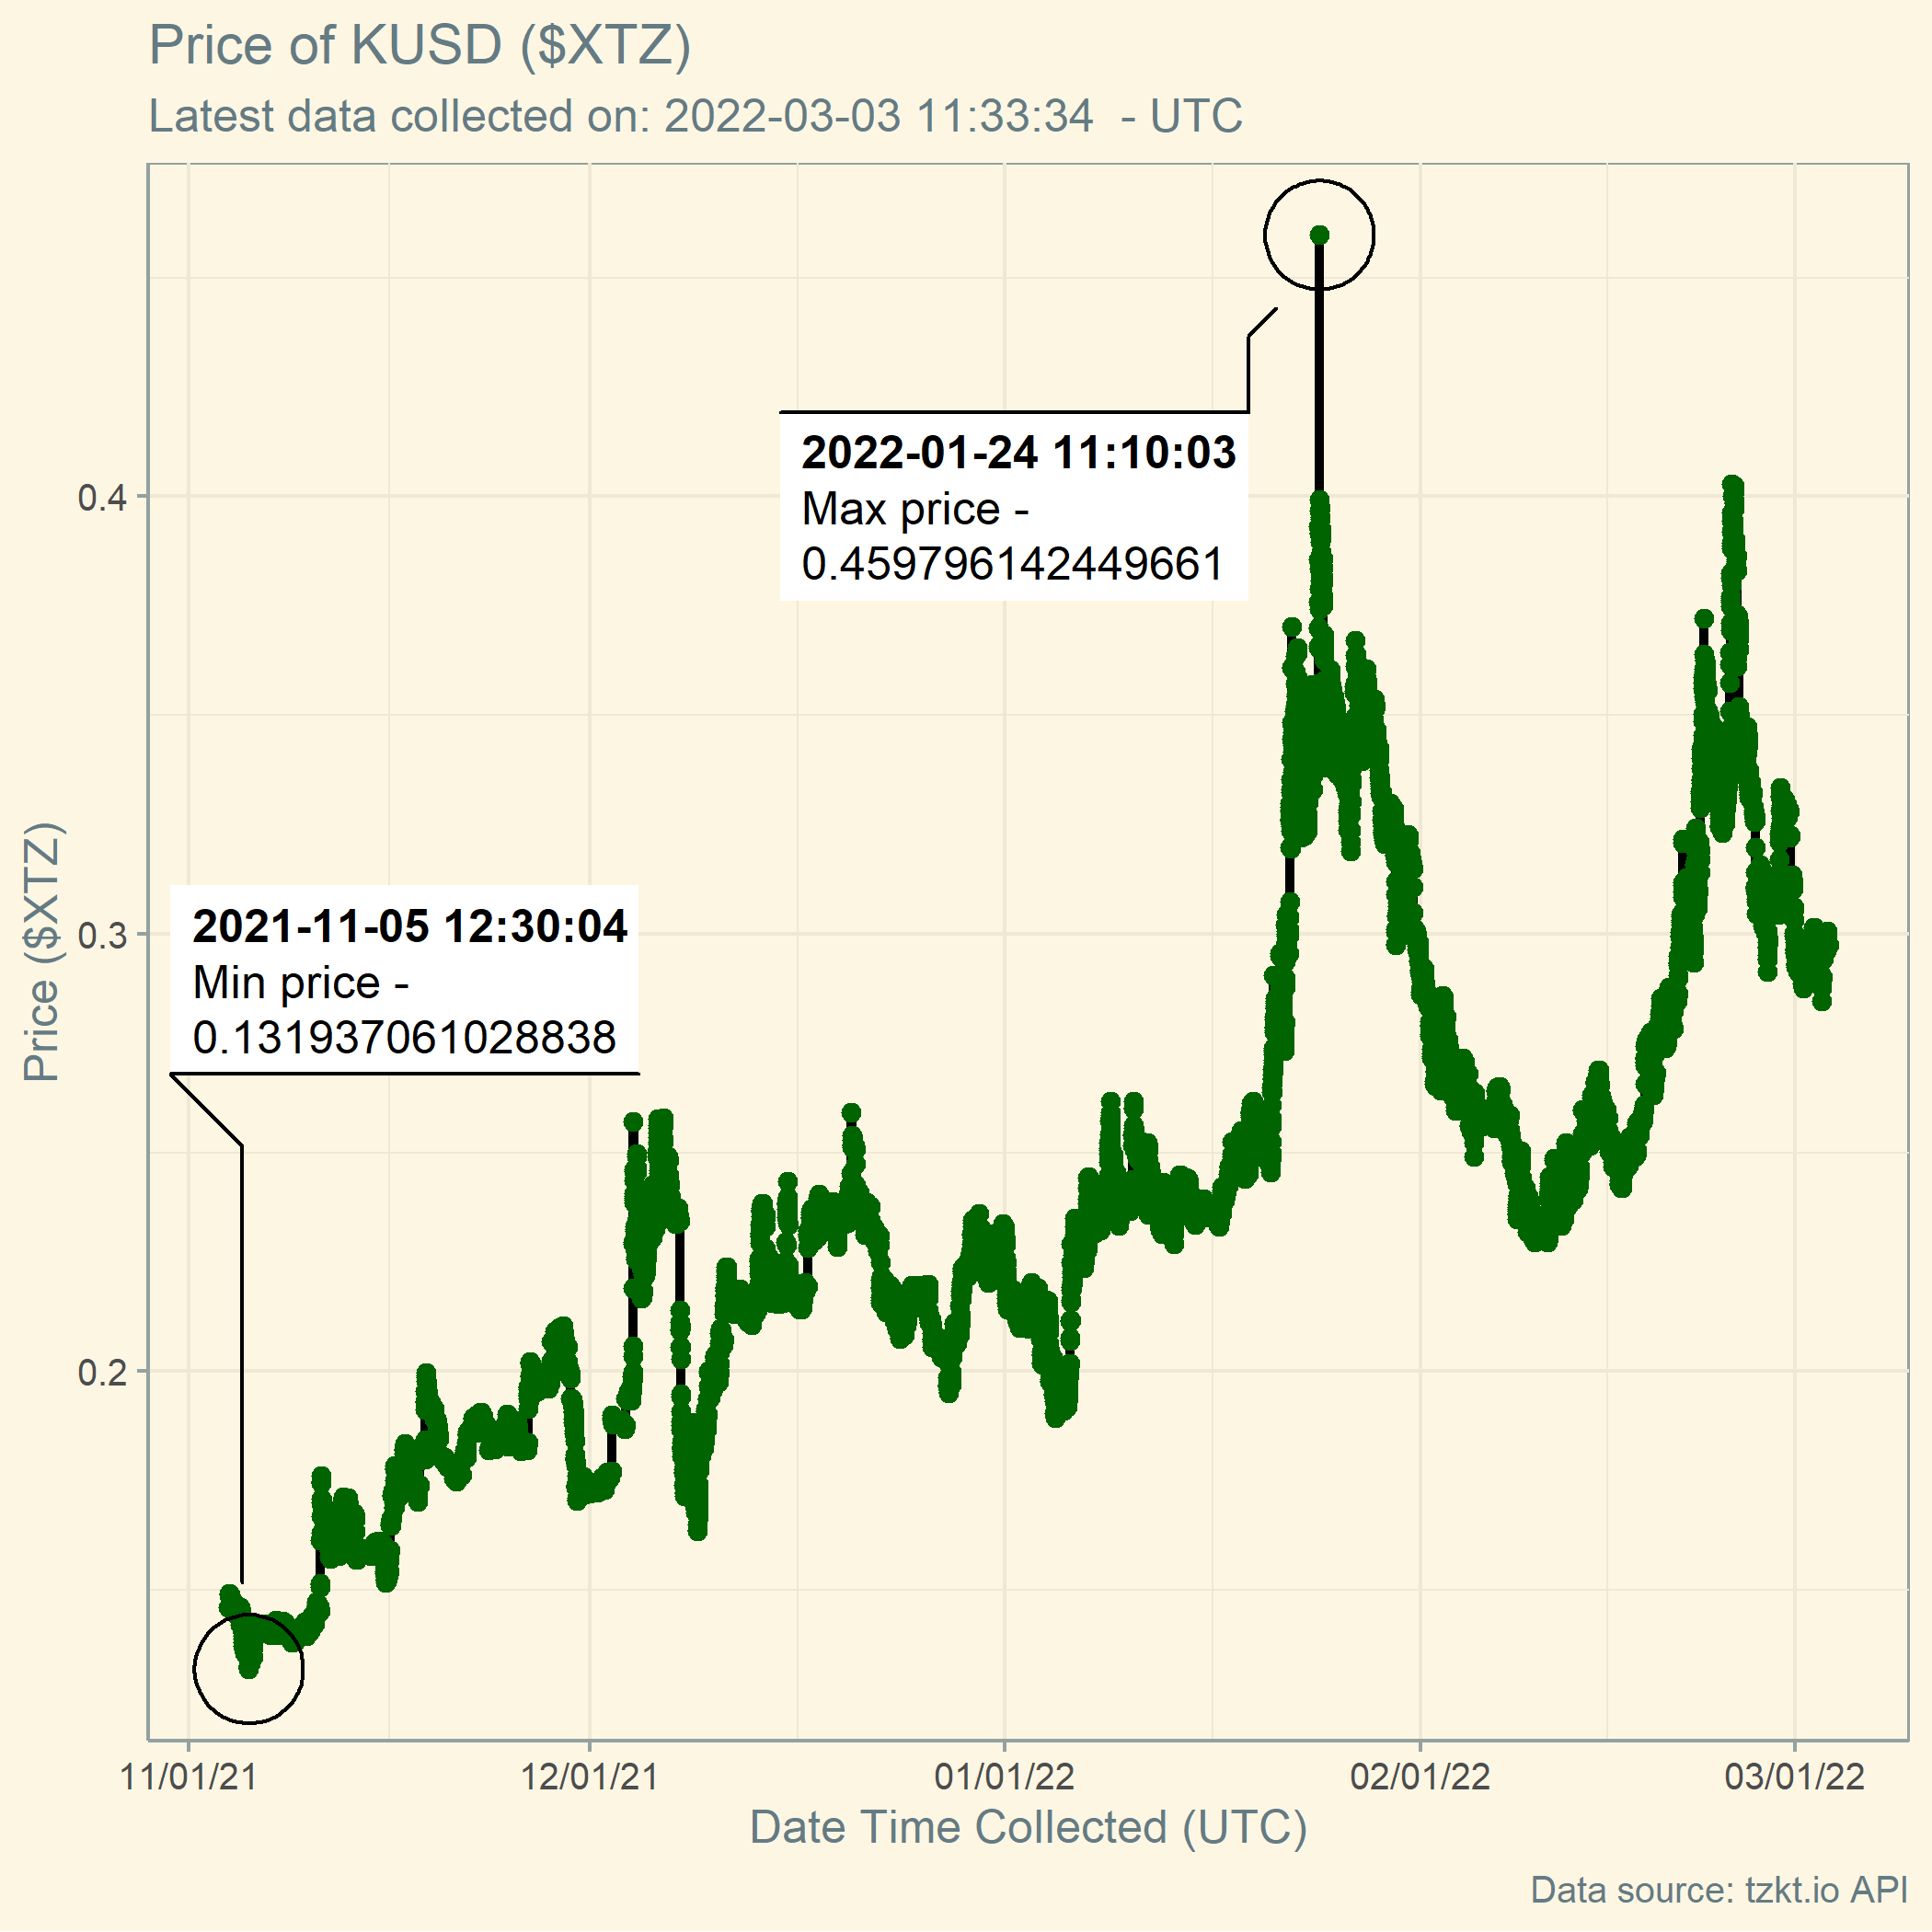 Price of KUSD ($XTZ)
Latest data collected on: 2022-03-03 11:33:34  - UTC
2022-01-24 11:10:03
Max price -
0.459796142449661
2021-11-05 12:30:04
Min price -
0.131937061028838
Price ($XTZ)
0.4
0.3
0.2
11/01/21 12/01/21 01/01/22 02/01/22 03/01/22
Date Time Collected (UTC)
Data source: tzkt.io API